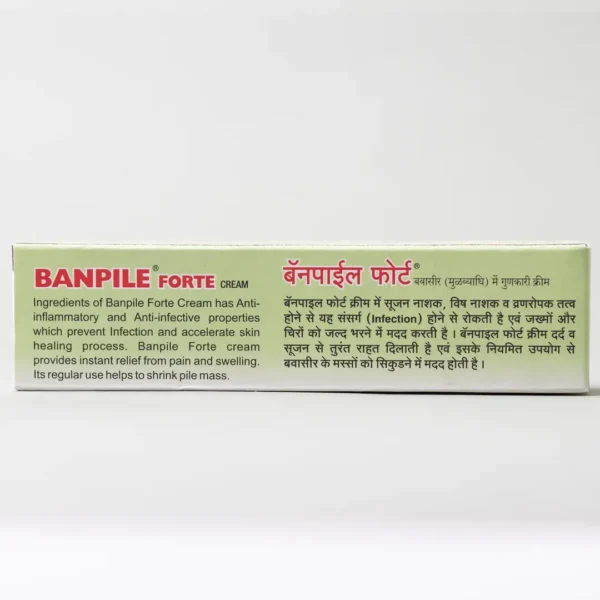 BANPILE® FORTE CREAM
Ingredients of Banpile Forte Cream has Anti-
inflammatory and Anti-infective properties
which prevent Infection and accelerate skin
healing process. Banpile Forte cream
provides instant relief from pain and swelling.
Its regular use helps to shrink pile mass.
बॅनपाईल फोर्ट® बवासीर (मुळव्याधि) में गुणकारी क्रीम
बॅनपाइल फोर्ट क्रीम में सूजन नाशक, विष नाशक व व्रणरोपक तत्व
होने से यह संसर्ग (Infection) होने से रोकती है एवं जख्मों और
चिरों को जल्द भरने में मदद करती है । बॅनपाइल फोर्ट क्रीम दर्द व
सूजन से तुरंत राहत दिलाती है एवं इसके नियमित उपयोग से
बवासीर के मस्सों को सिकुडने में मदद होती है ।